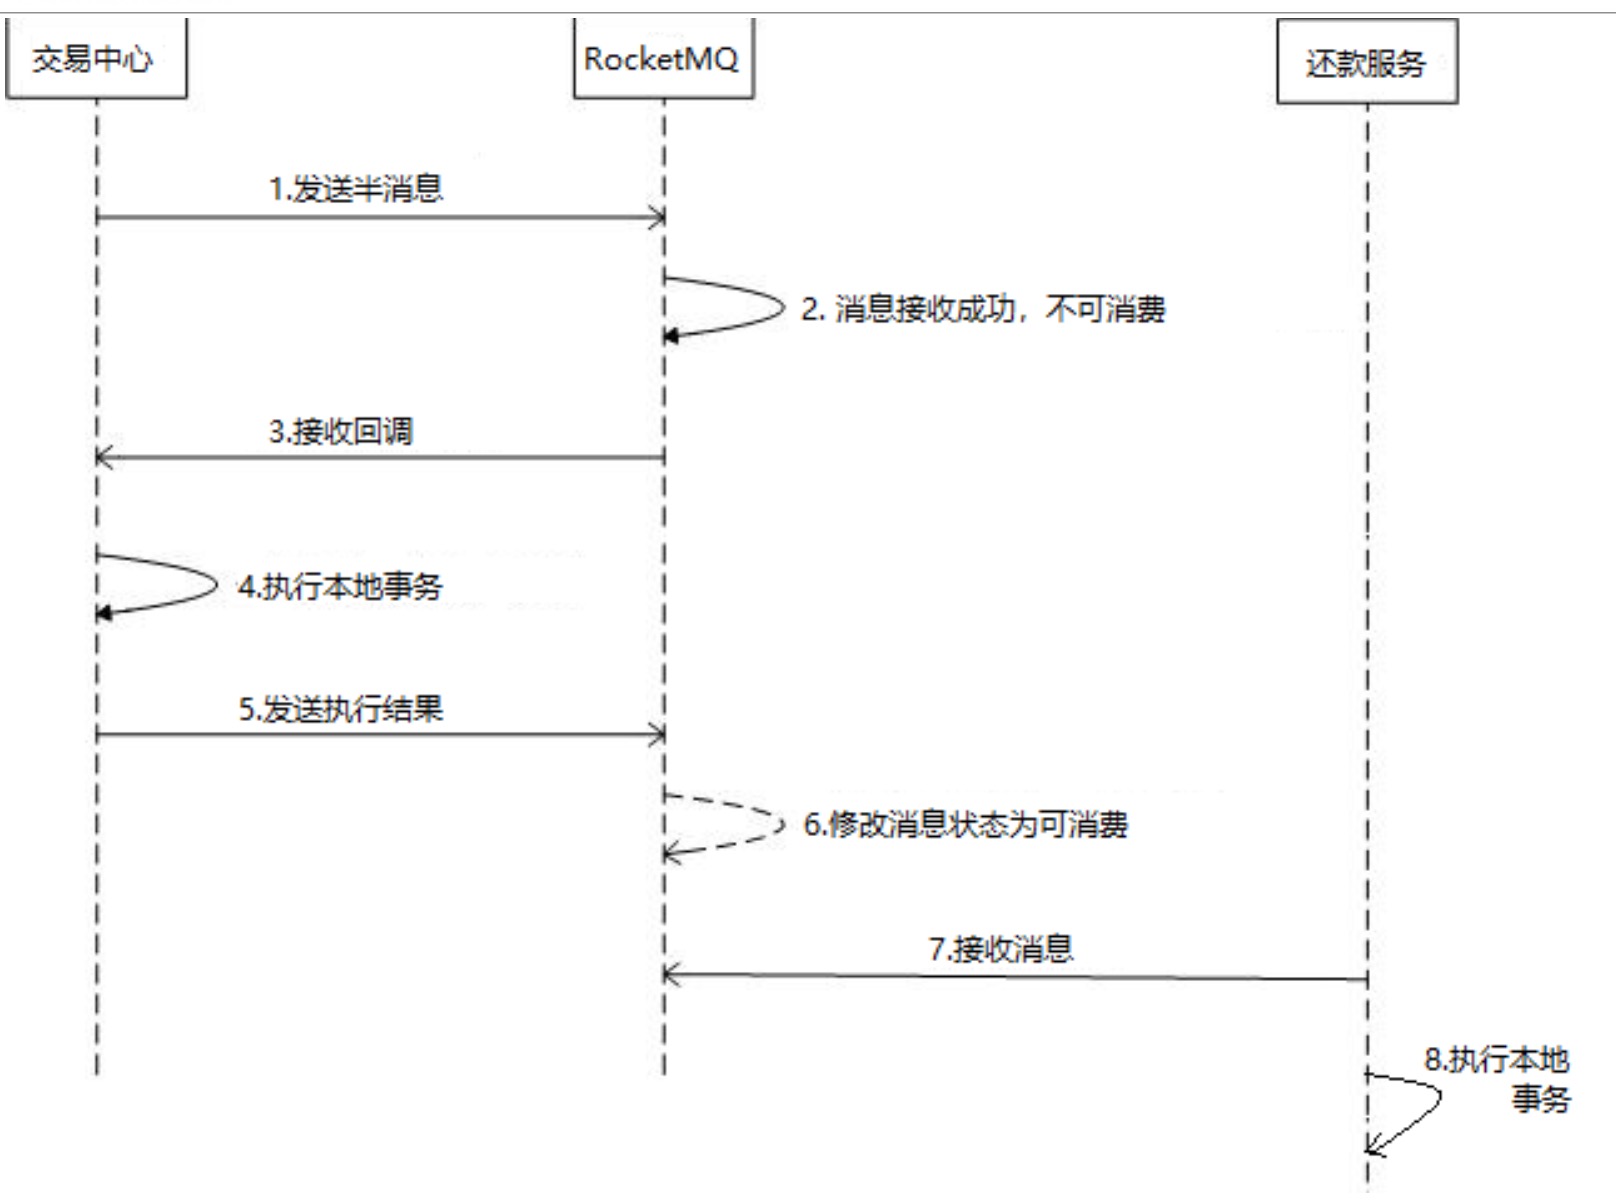 交易中心
RocketMQ
还款服务
1.发送半消息
2. 消息接收成功，不可消费
3.接收回调
4.执行本地事务
5.发送执行结果
6.修改消息状态为可消费
7.接收消息
8.执行本地
事务